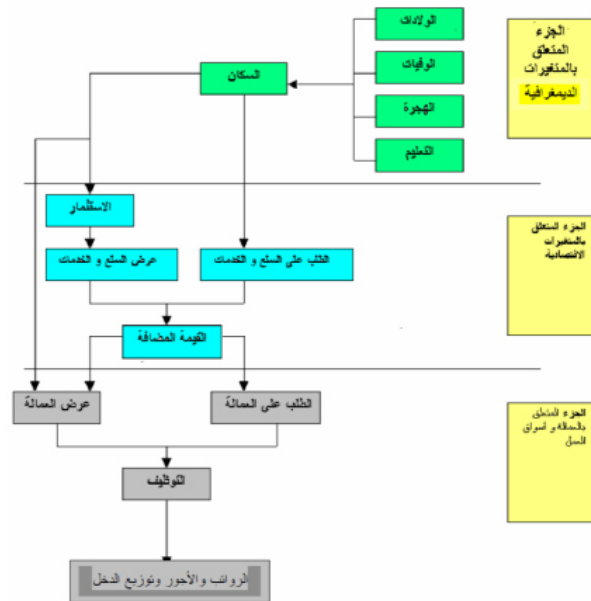 الولادات
الوفيات
الهجرة
التعليم
السكان
الجزء
المتعلق
بالمتغيرات
الديمغرافية
الاستثمار
عرض السلع و الخدمات
الطلب على السلع و الخدمات
القيمة المضافة
الجزء المتعلق
بالمتغيرات
الاقتصادية
عرض العمالة
الطلب على العمالة
التوظيف
الرواتب والأجور وتوزيع الدخل
الجزء المتعلق
بالعمالة و أسواق
العمل